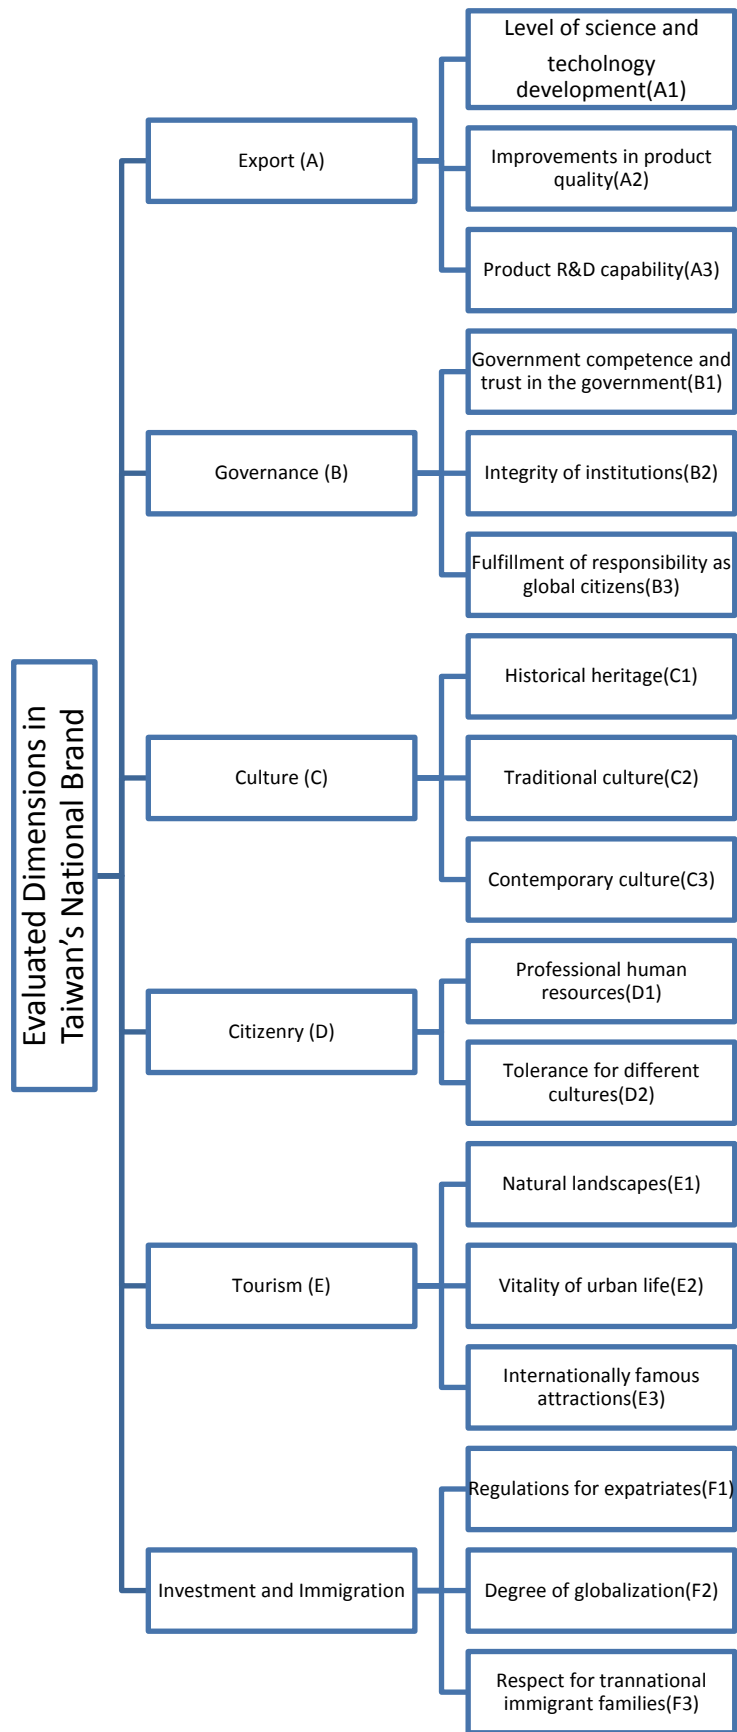 Evaluated Dimensions in
Taiwan's National Brand
Export (A)
Level of science and
techolnogy
development(A1)
Improvements in product
quality(A2)
Product R&D capability(A3)
Governance (B)
Government competence and
trust in the government(B1)
Integrity of institutions(B2)
Fulfillment of responsibility as
global citizens(B3)
Culture (C)
Historical heritage(C1)
Traditional culture(C2)
Contemporary culture(C3)
Citizenry (D)
Professional human
resources(D1)
Tolerance for different
cultures(D2)
Tourism (E)
Natural landscapes(E1)
Vitality of urban life(E2)
Internationally famous
attractions(E3)
Investment and Immigration
Regulations for expatriates(F1)
Degree of globalization(F2)
Respect for trannational
immigrant families(F3)